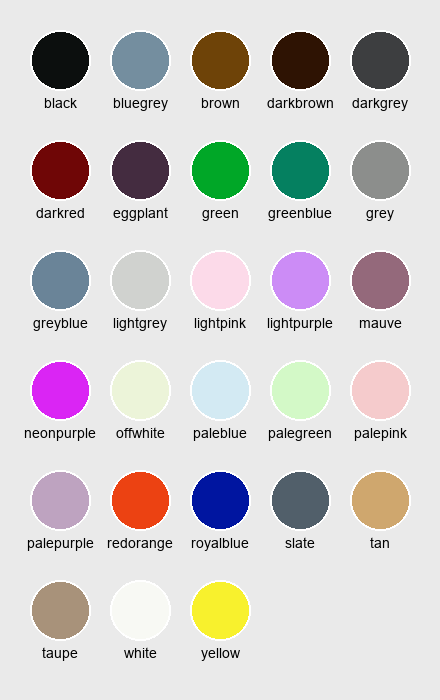 black bluegrey brown darkbrown darkgrey
darkred eggplant green greenblue grey
greyblue lightgrey lightpink lightpurple mauve
neonpurple offwhite paleblue palegreen palepink
palepurple redorange royalblue slate tan
taupe white yellow